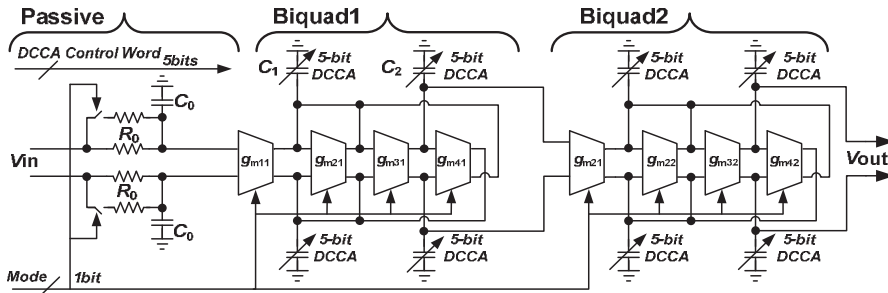 Passive Biquad1 Biquad2
DCCA Control Word 5bits
C1 5-bit DCCA C2 5-bit DCCA 5-bit DCCA 5-bit DCCA
C0
R0
R0
Vin
gm11 gm21 gm31 gm41 gm21 gm22 gm32 gm42
Vout
C0
5-bit DCCA 5-bit DCCA 5-bit DCCA 5-bit DCCA
Mode 1bit